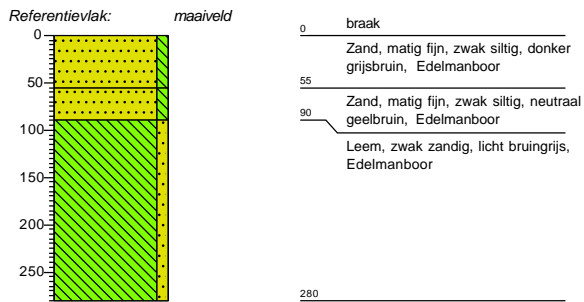 Referentievlak: maaiveld
0
50
100
150
200
250
0 braak
Zand, matig fijn, zwak siltig, donker
grijsbruin, Edelmanboor
55
Zand, matig fijn, zwak siltig, neutraal
geelbruin, Edelmanboor
90
Leem, zwak zandig, licht bruingrijs,
Edelmanboor
280